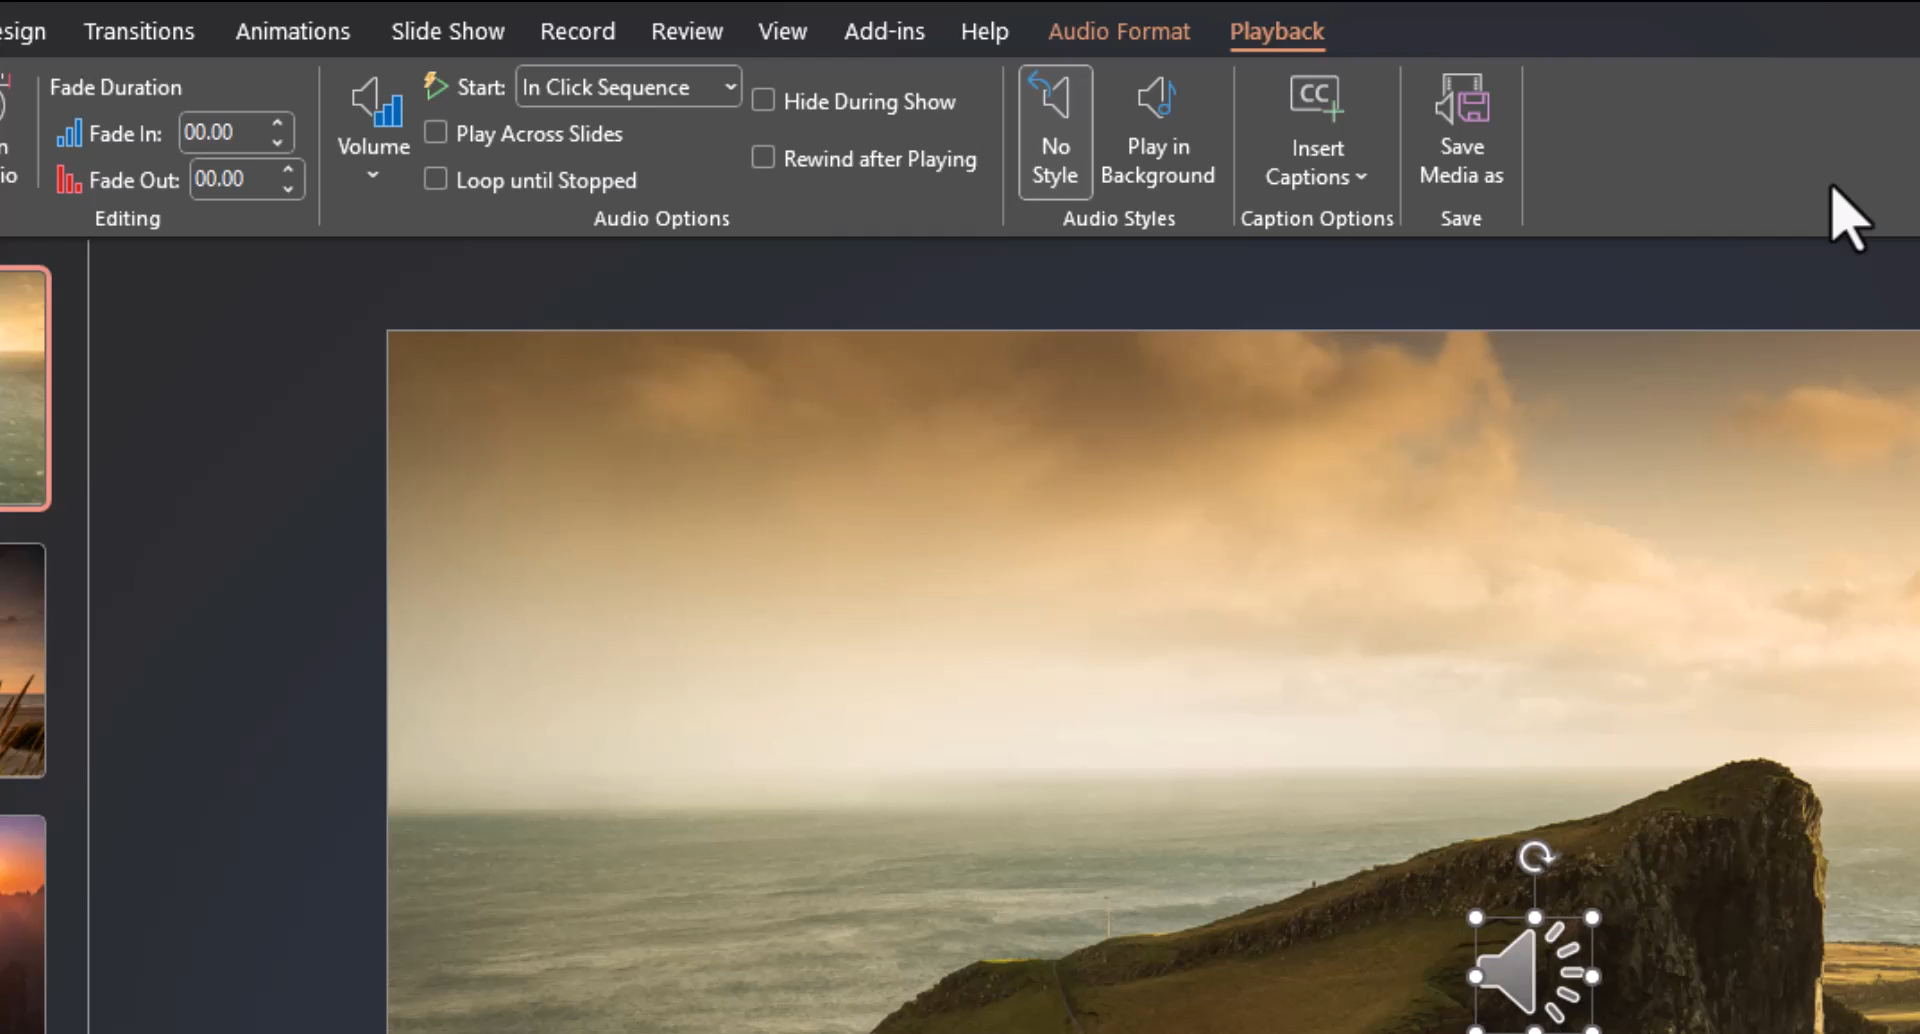 Transitions Animations Slide Show Record Review View Add-ins Help Audio Format Playback
Fade Duration
Fade In: 00.00
Fade Out: 00.00
Editing
Volume
Start: In Click Sequence
Play Across Slides
Loop until Stopped
Hide During Show
Rewind after Playing
Audio Options
No
Style
Play in
Background
Audio Styles
CC
Insert
Captions
Caption Options
Save
Media as
Save